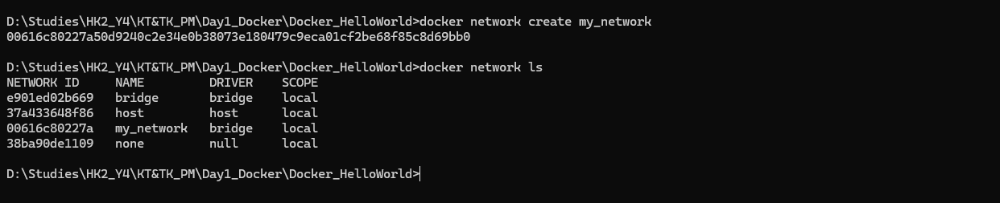 D:\Studies\HK2_Y4\KT&TK_PM\Day1_Docker\Docker_HelloWorld>docker network create my_network
00616c80227a50d9240c2e34e0b38073e180479c9eca01cf2be68f85c8d69bb0
D:\Studies\HK2_Y4\KT&TK_PM\Day1_Docker\Docker_HelloWorld>docker network ls
NETWORK ID     NAME         DRIVER    SCOPE
e901ed02b669   bridge       bridge    local
37a433648f86   host         host      local
00616c80227a   my_network   bridge    local
38ba90de1109   none         null      local
D:\Studies\HK2_Y4\KT&TK_PM\Day1_Docker\Docker_HelloWorld>